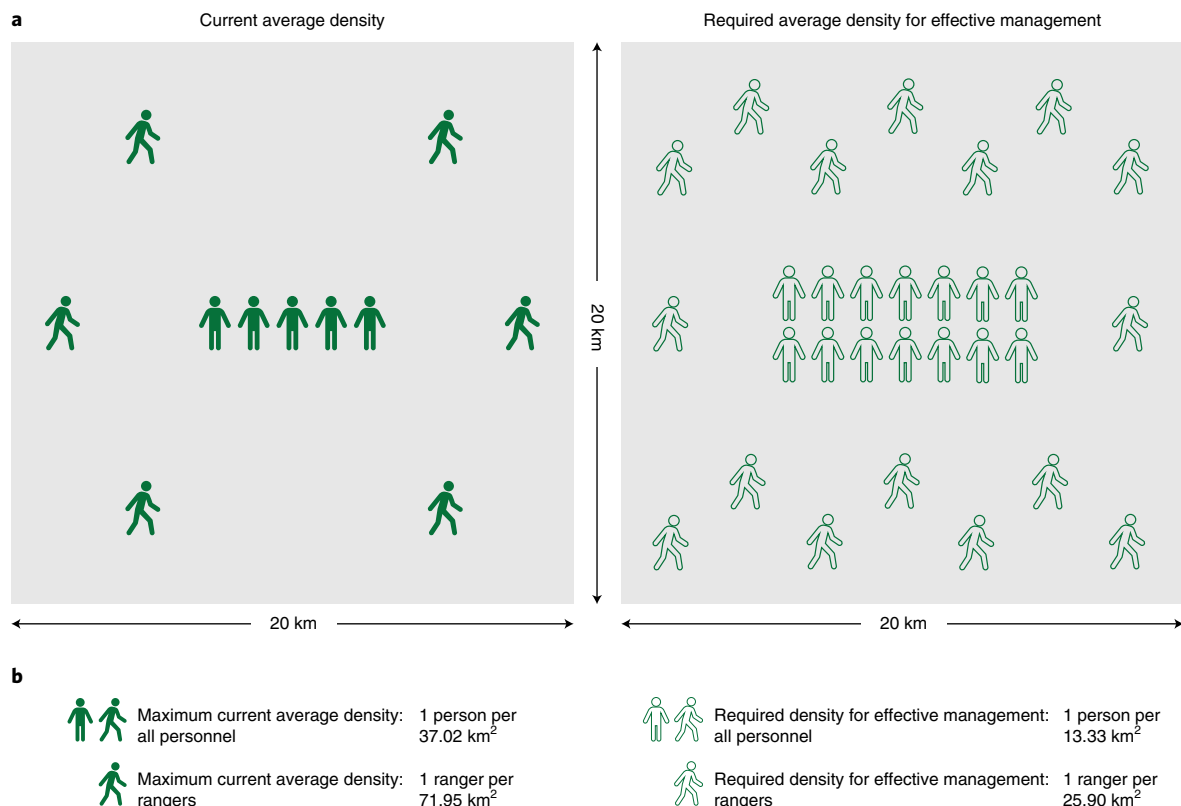 a
Current average density
Required average density for effective management
20 km
20 km
20 km
b
Maximum current average density: 1 person per
all personnel 37.02 km²
Maximum current average density: 1 ranger per
rangers 71.95 km²
Required density for effective management: 1 person per
all personnel 13.33 km²
Required density for effective management: 1 ranger per
rangers 25.90 km²